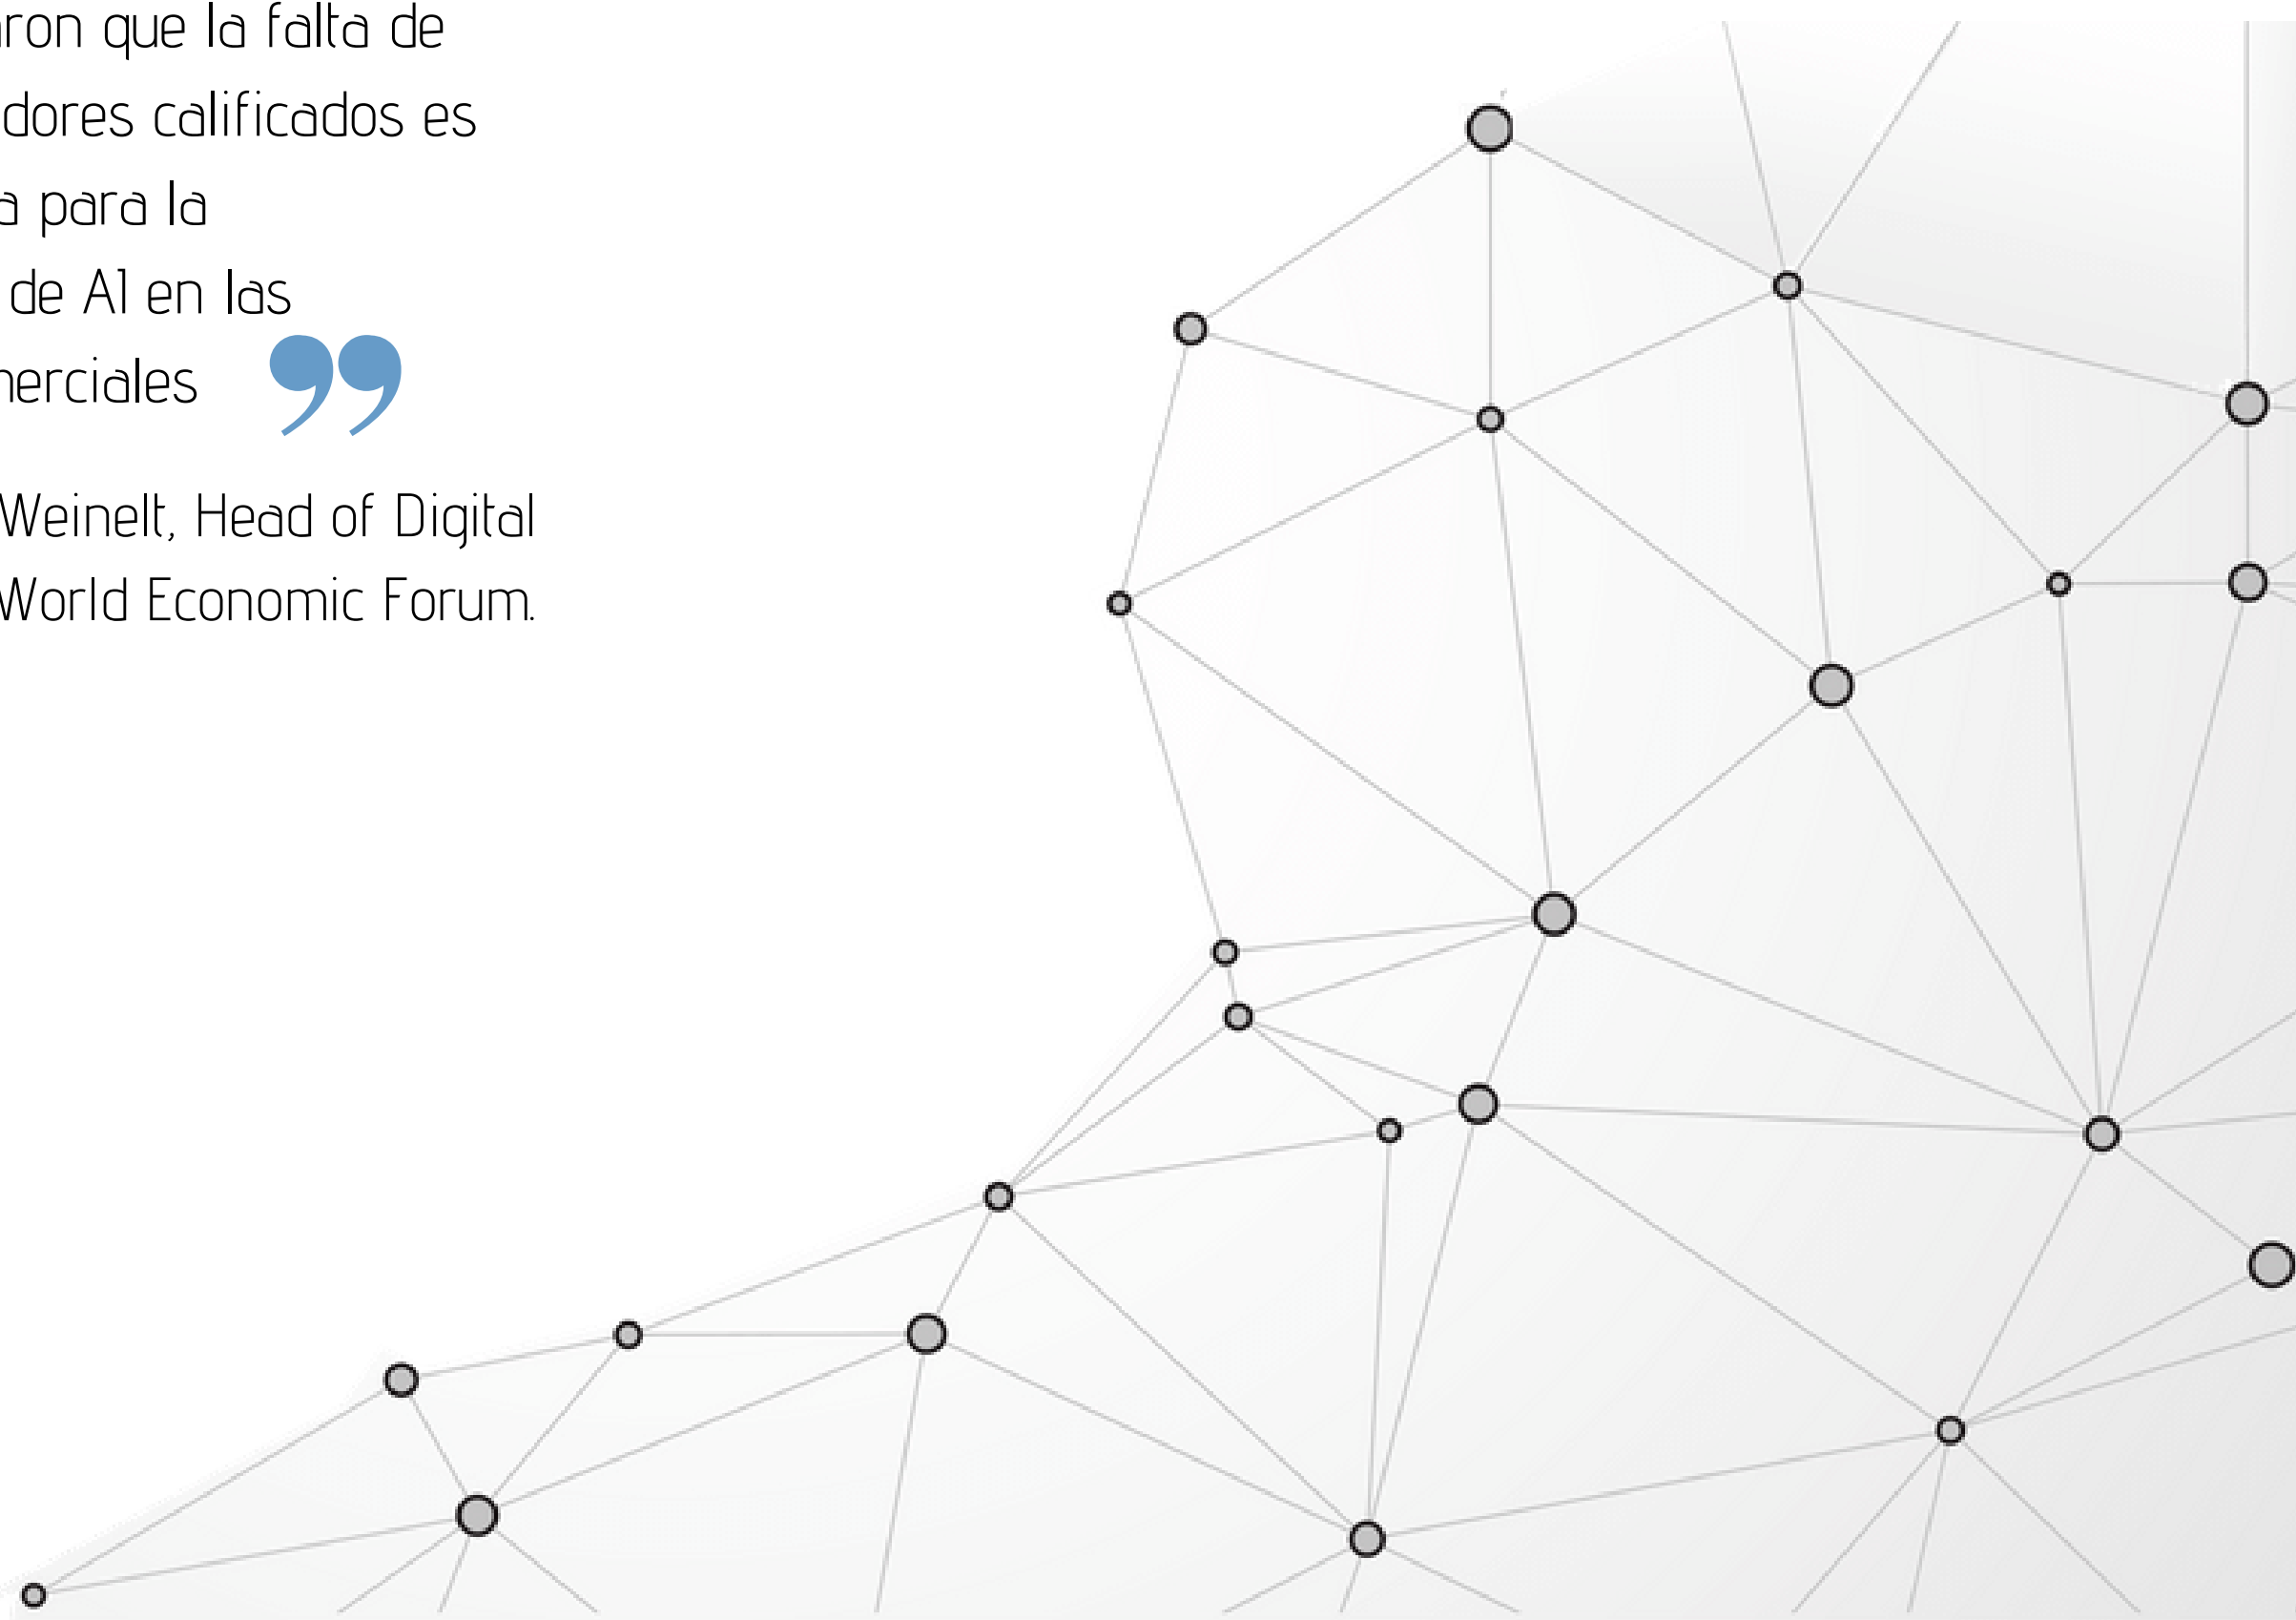 ron que la falta de
dores calificados es
a para la
de AI en las
nerciales ”
Weinelt, Head of Digital
World Economic Forum.